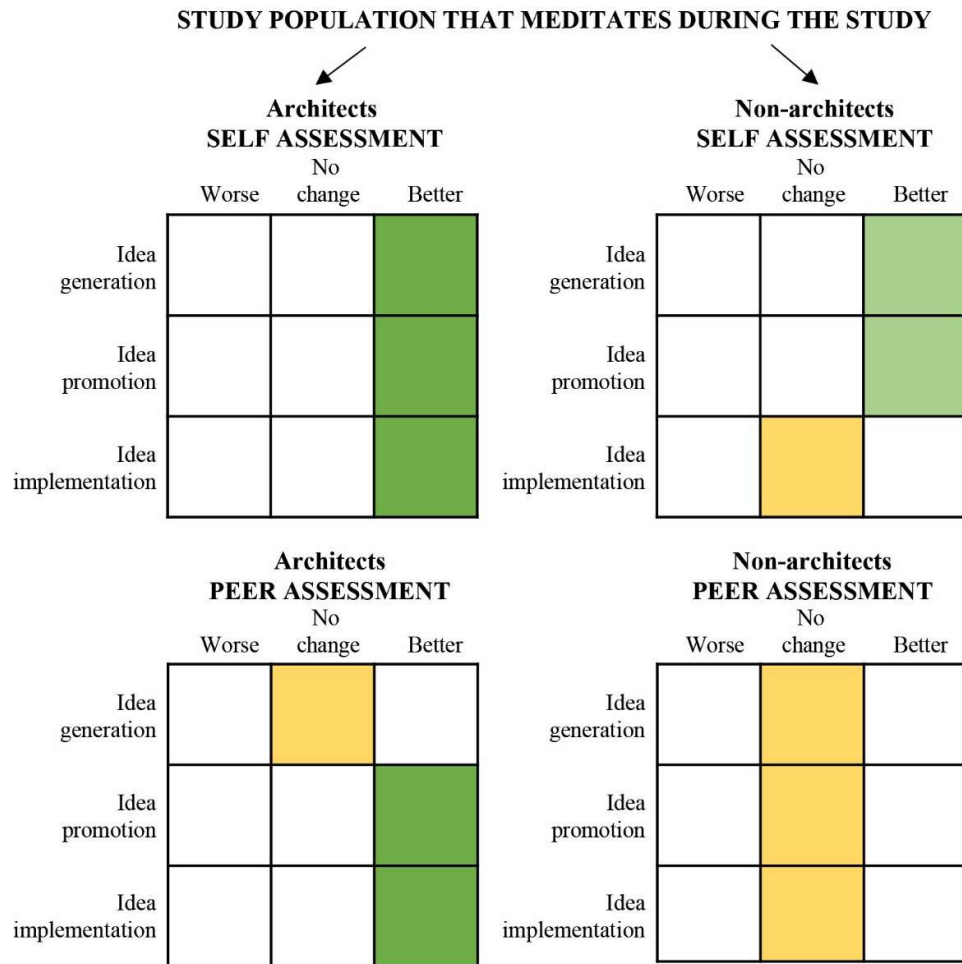 STUDY POPULATION THAT MEDITATES DURING THE STUDY
Architects
SELF ASSESSMENT
No
Worse change Better
Idea
generation
Idea
promotion
Idea
implementation
Non-architects
SELF ASSESSMENT
No
Worse change Better
Idea
generation
Idea
promotion
Idea
implementation
Architects
PEER ASSESSMENT
No
Worse change Better
Idea
generation
Idea
promotion
Idea
implementation
Non-architects
PEER ASSESSMENT
No
Worse change Better
Idea
generation
Idea
promotion
Idea
implementation